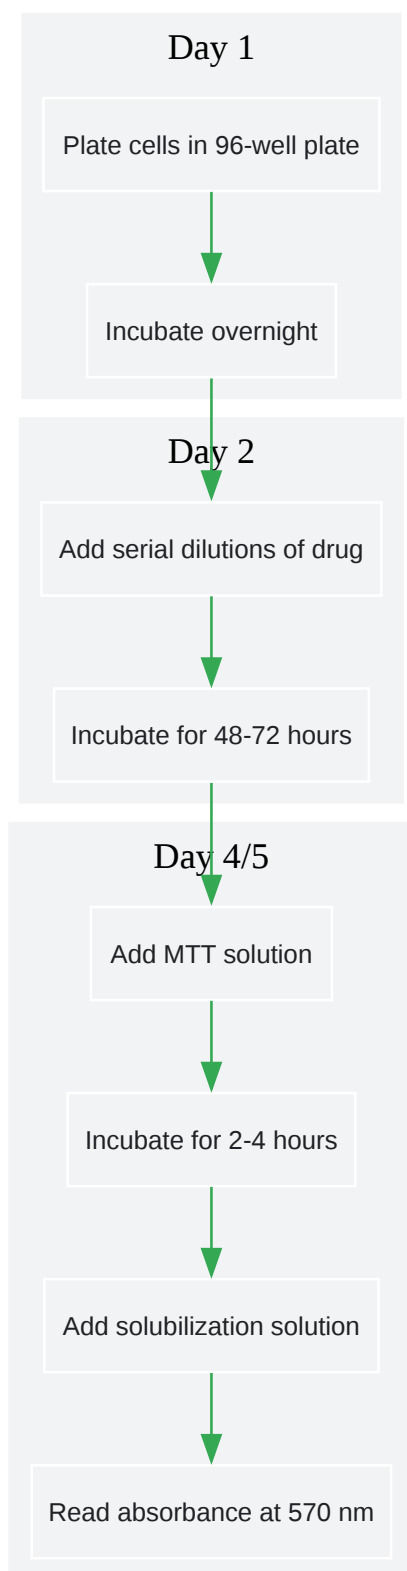 Day 1
Plate cells in 96-well plate
Incubate overnight
Day 2
Add serial dilutions of drug
Incubate for 48-72 hours
Day 4/5
Add MTT solution
Incubate for 2-4 hours
Add solubilization solution
Read absorbance at 570 nm